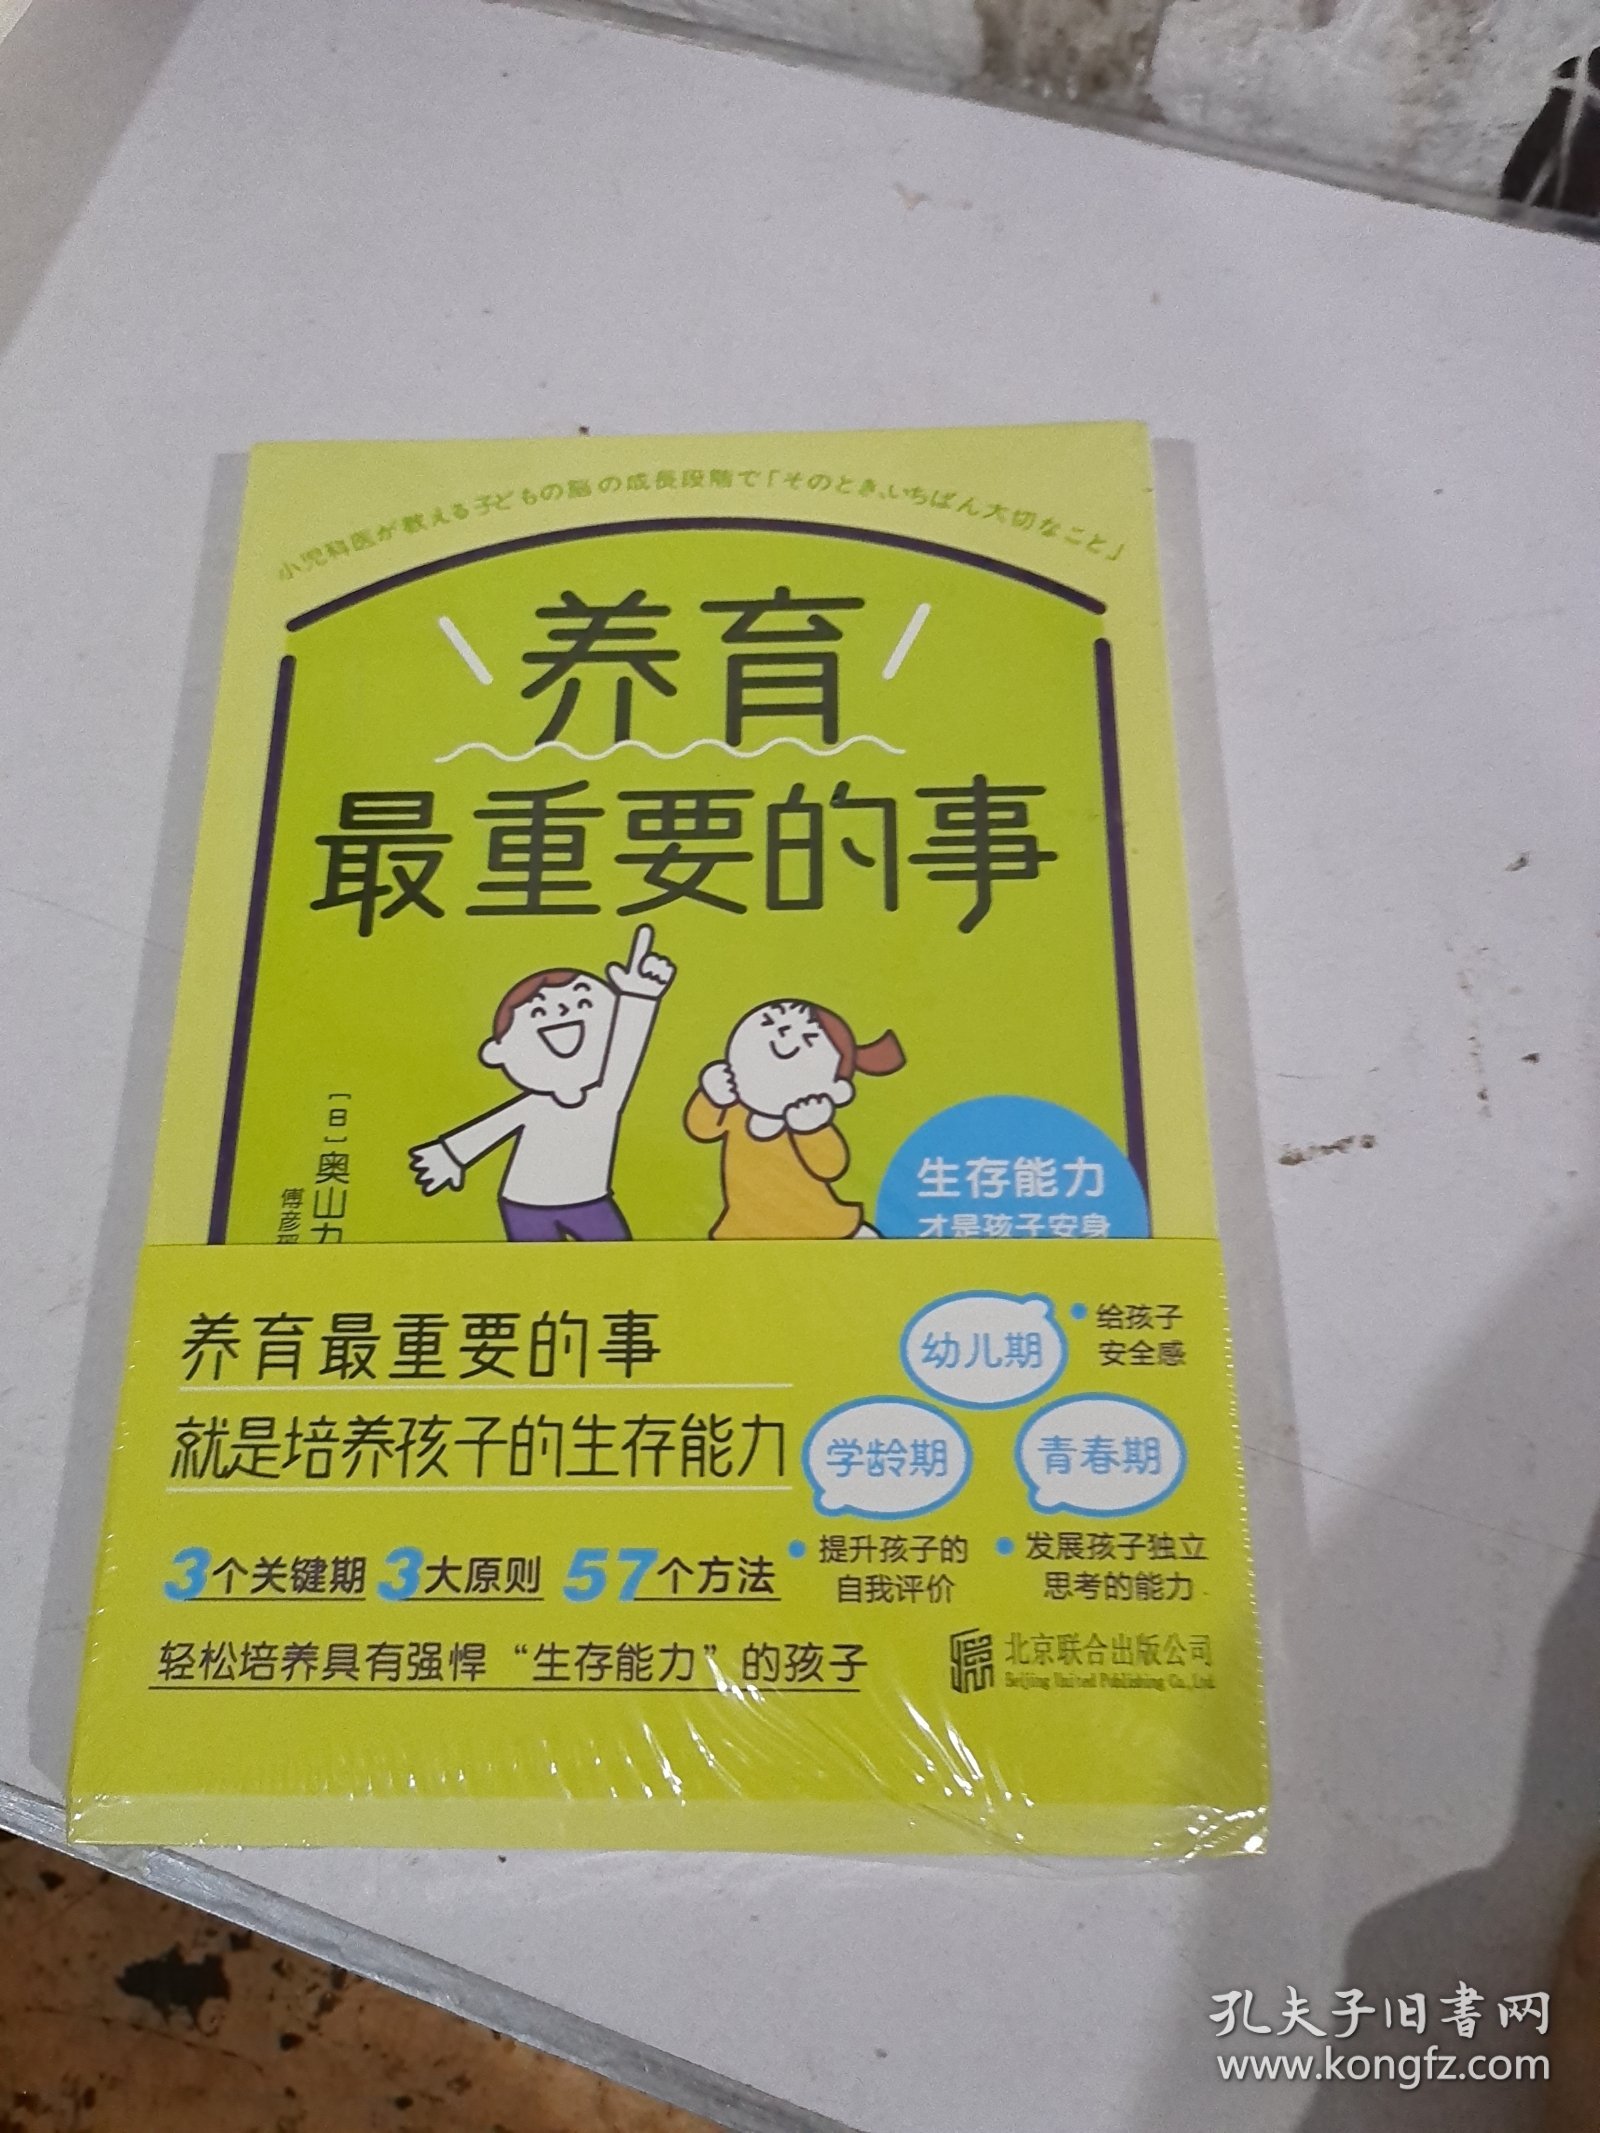 小児科医が教える子どもの脳の成長段階で「そのとき、いちばん大切なこと」
养育
最重要的事
[日]奥山力
傅彦瑶
生存能力
才是孩子安身
养育最重要的事
就是培养孩子的生存能力
3个关键期 3大原则 57个方法
轻松培养具有强悍“生存能力”的孩子
幼儿期
给孩子
安全感
学龄期
提升孩子的
自我评价
青春期
发展孩子独立
思考的能力
北京联合出版公司
Beijing United Publishing Co.,Ltd.
孔夫子旧书网
www.kongfz.com